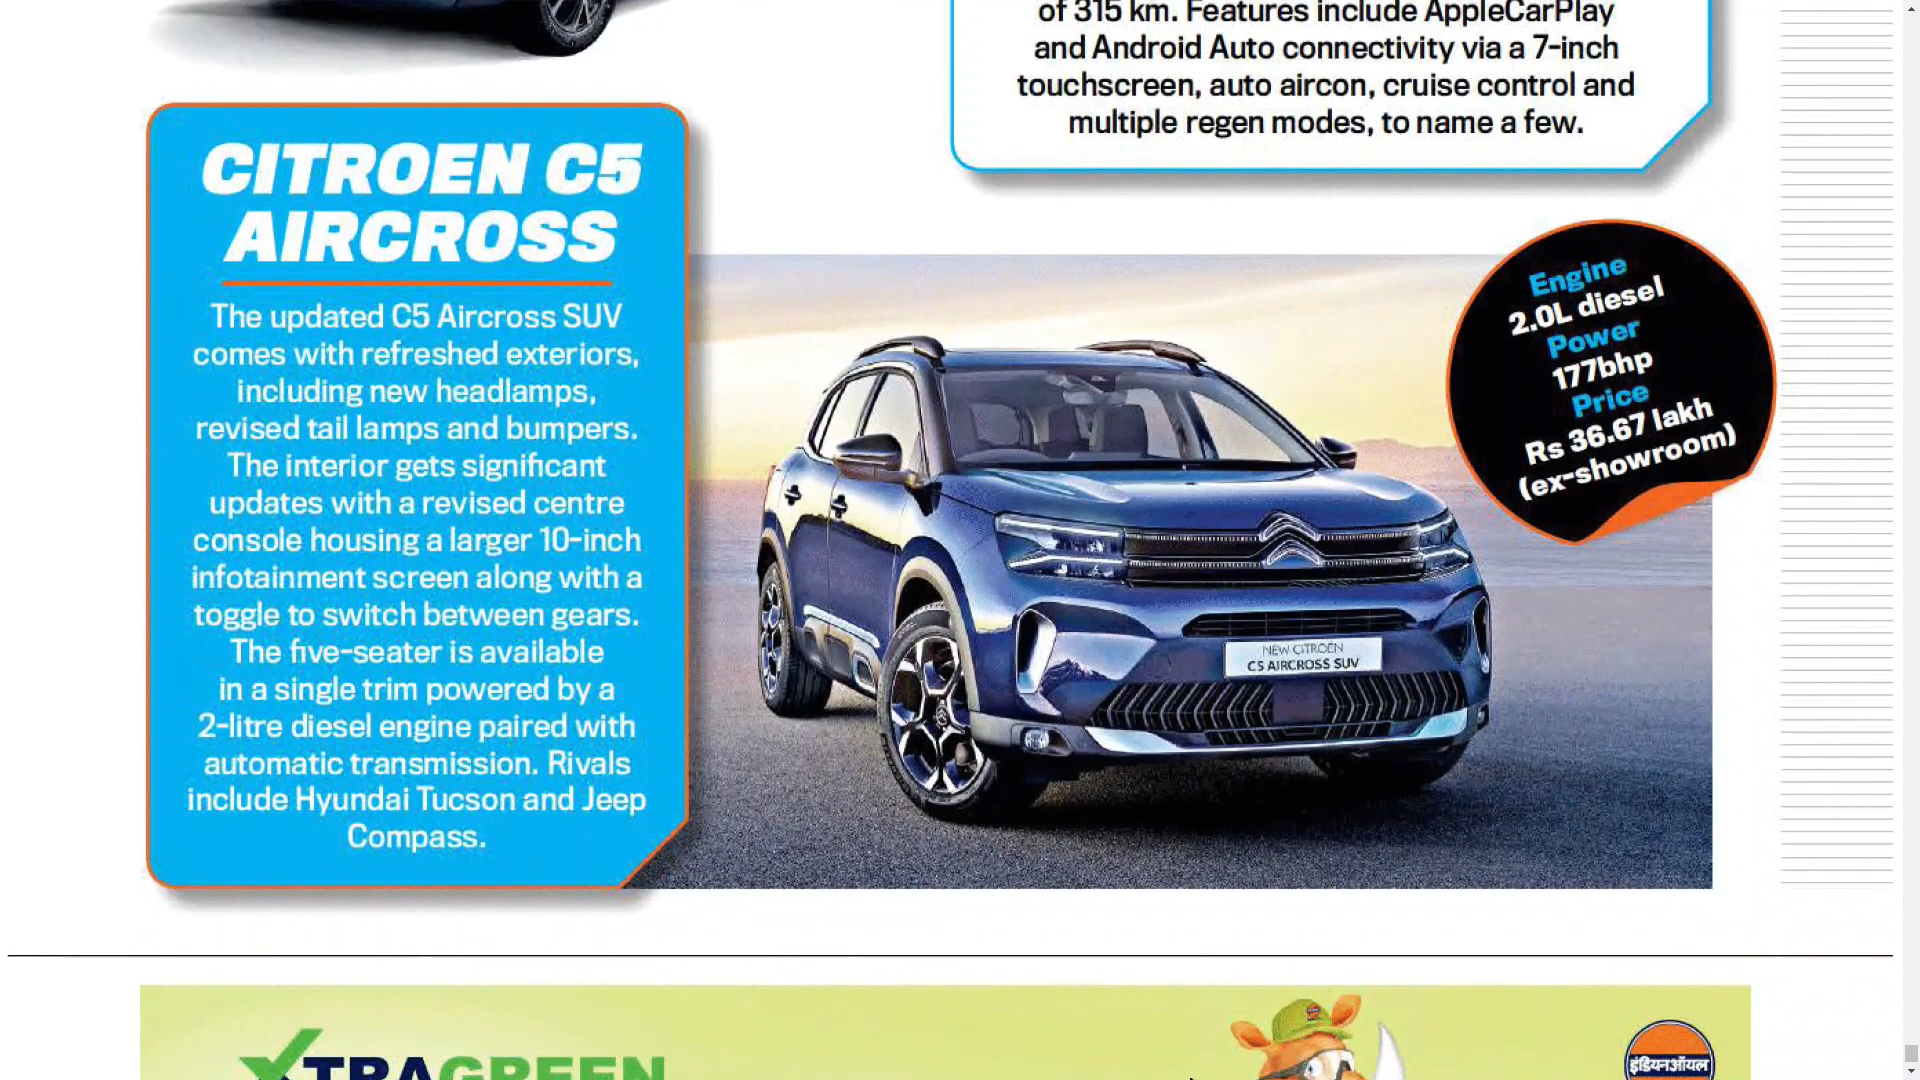 of 315 km. Features include AppleCarPlay
and Android Auto connectivity via a 7-inch
touchscreen, auto aircon, cruise control and
multiple regen modes, to name a few.
CITROEN C5
AIRCROSS
The updated C5 Aircross SUV
comes with refreshed exteriors,
including new headlamps,
revised tail lamps and bumpers.
The interior gets significant
updates with a revised centre
console housing a larger 10-inch
infotainment screen along with a
toggle to switch between gears.
The five-seater is available
in a single trim powered by a
2-litre diesel engine paired with
automatic transmission. Rivals
include Hyundai Tucson and Jeep
Compass.
Engine
2.0L diesel
Power
177bhp
Price
Rs 36.67 lakh
(ex-showroom)
NEW CITROËN
C5 AIRCROSS SUV
XTRAGREEN
इंडियनऑयल